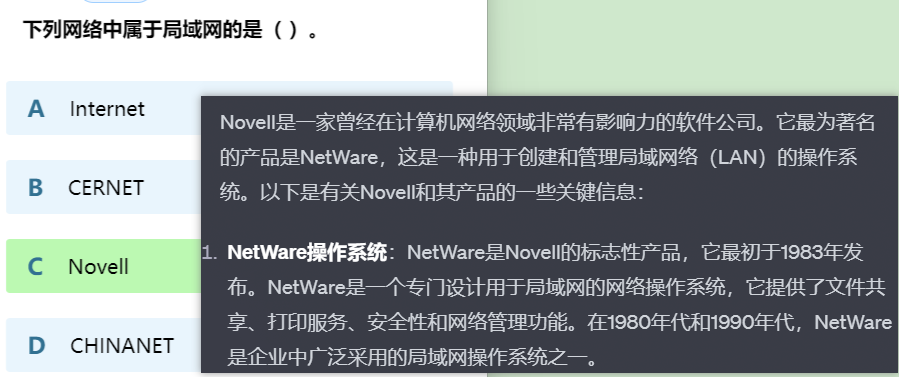 下列网络中属于局域网的是（ ）。
A Internet
B CERNET
C Novell
D CHINANET
Novell是一家曾经在计算机网络领域非常有影响力的软件公司。它最为著名
的产品是NetWare，这是一种用于创建和管理局域网络（LAN）的操作系
统。以下是有关Novell和其产品的一些关键信息：
1. NetWare操作系统：NetWare是Novell的标志性产品，它最初于1983年发
布。NetWare是一个专门设计用于局域网的网络操作系统，它提供了文件共
享、打印服务、安全性和网络管理功能。在1980年代和1990年代，NetWare
是企业中广泛采用的局域网操作系统之一。